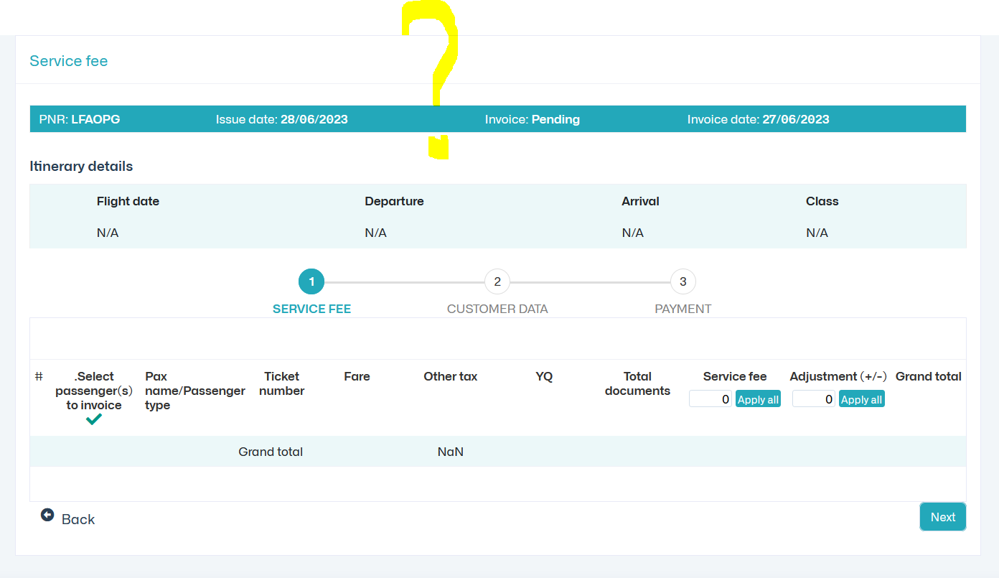 ?
Service fee
PNR: LFAOPG Issue date: 28/06/2023 Invoice: Pending Invoice date: 27/06/2023
Itinerary details
Flight date Departure Arrival Class
N/A N/A N/A N/A
1 2 3
SERVICE FEE CUSTOMER DATA PAYMENT
# .Select Pax Ticket Fare Other tax YQ Total Service fee Adjustment (+/-) Grand total
passenger(s) name/Passenger number documents
0 Apply all 0 Apply all
to invoice type
Grand total NaN
Back Next